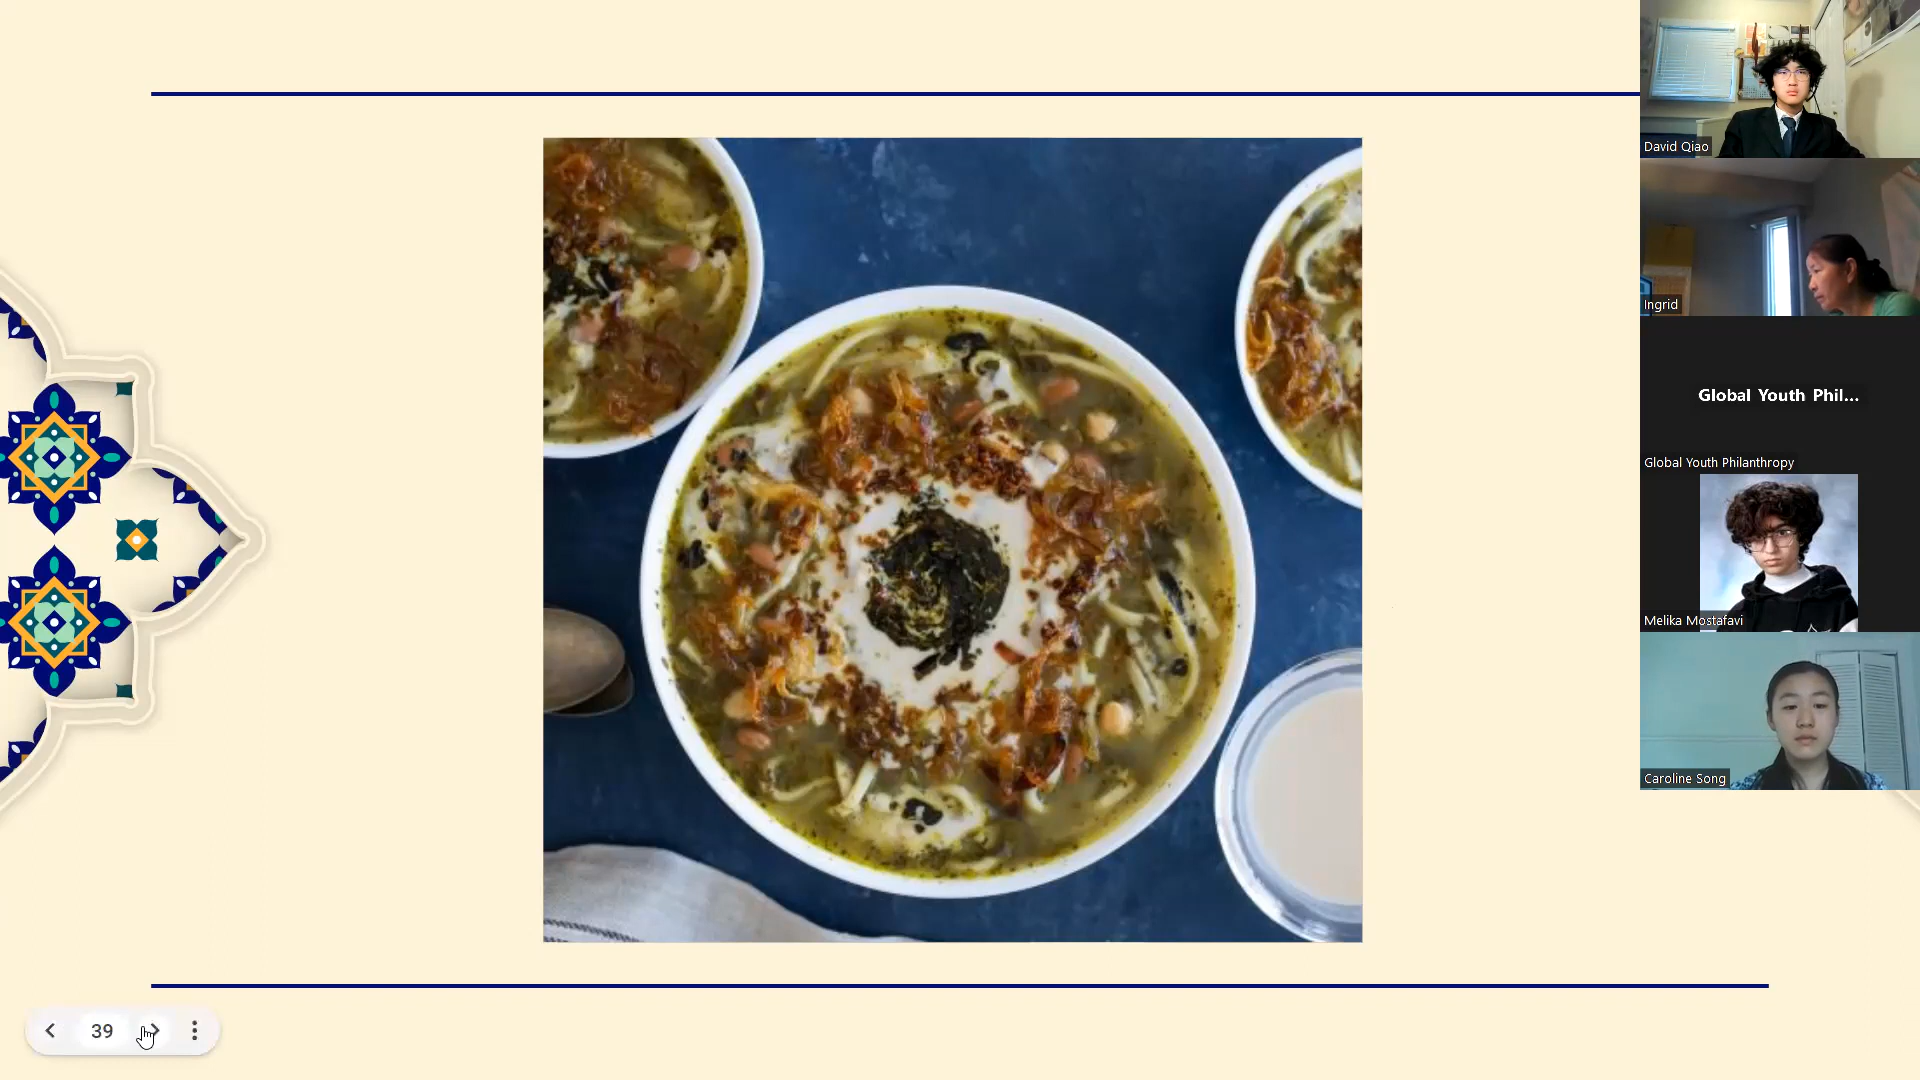 David Qiao
Ingrid
Global Youth Phil...
Global Youth Philanthropy
Melika Mostafavi
Caroline Song
39